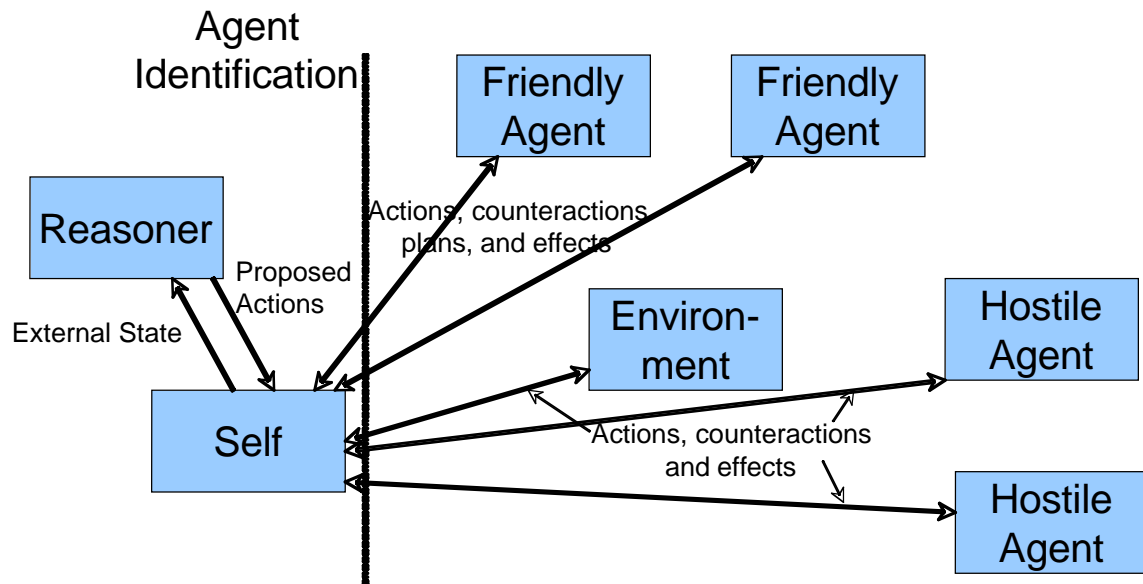 Agent
Identification
Friendly
Agent
Friendly
Agent
Reasoner
Actions, counteractions
plans, and effects
Proposed
Actions
External State
Environ-
ment
Hostile
Agent
Self
Actions, counteractions
and effects
Hostile
Agent